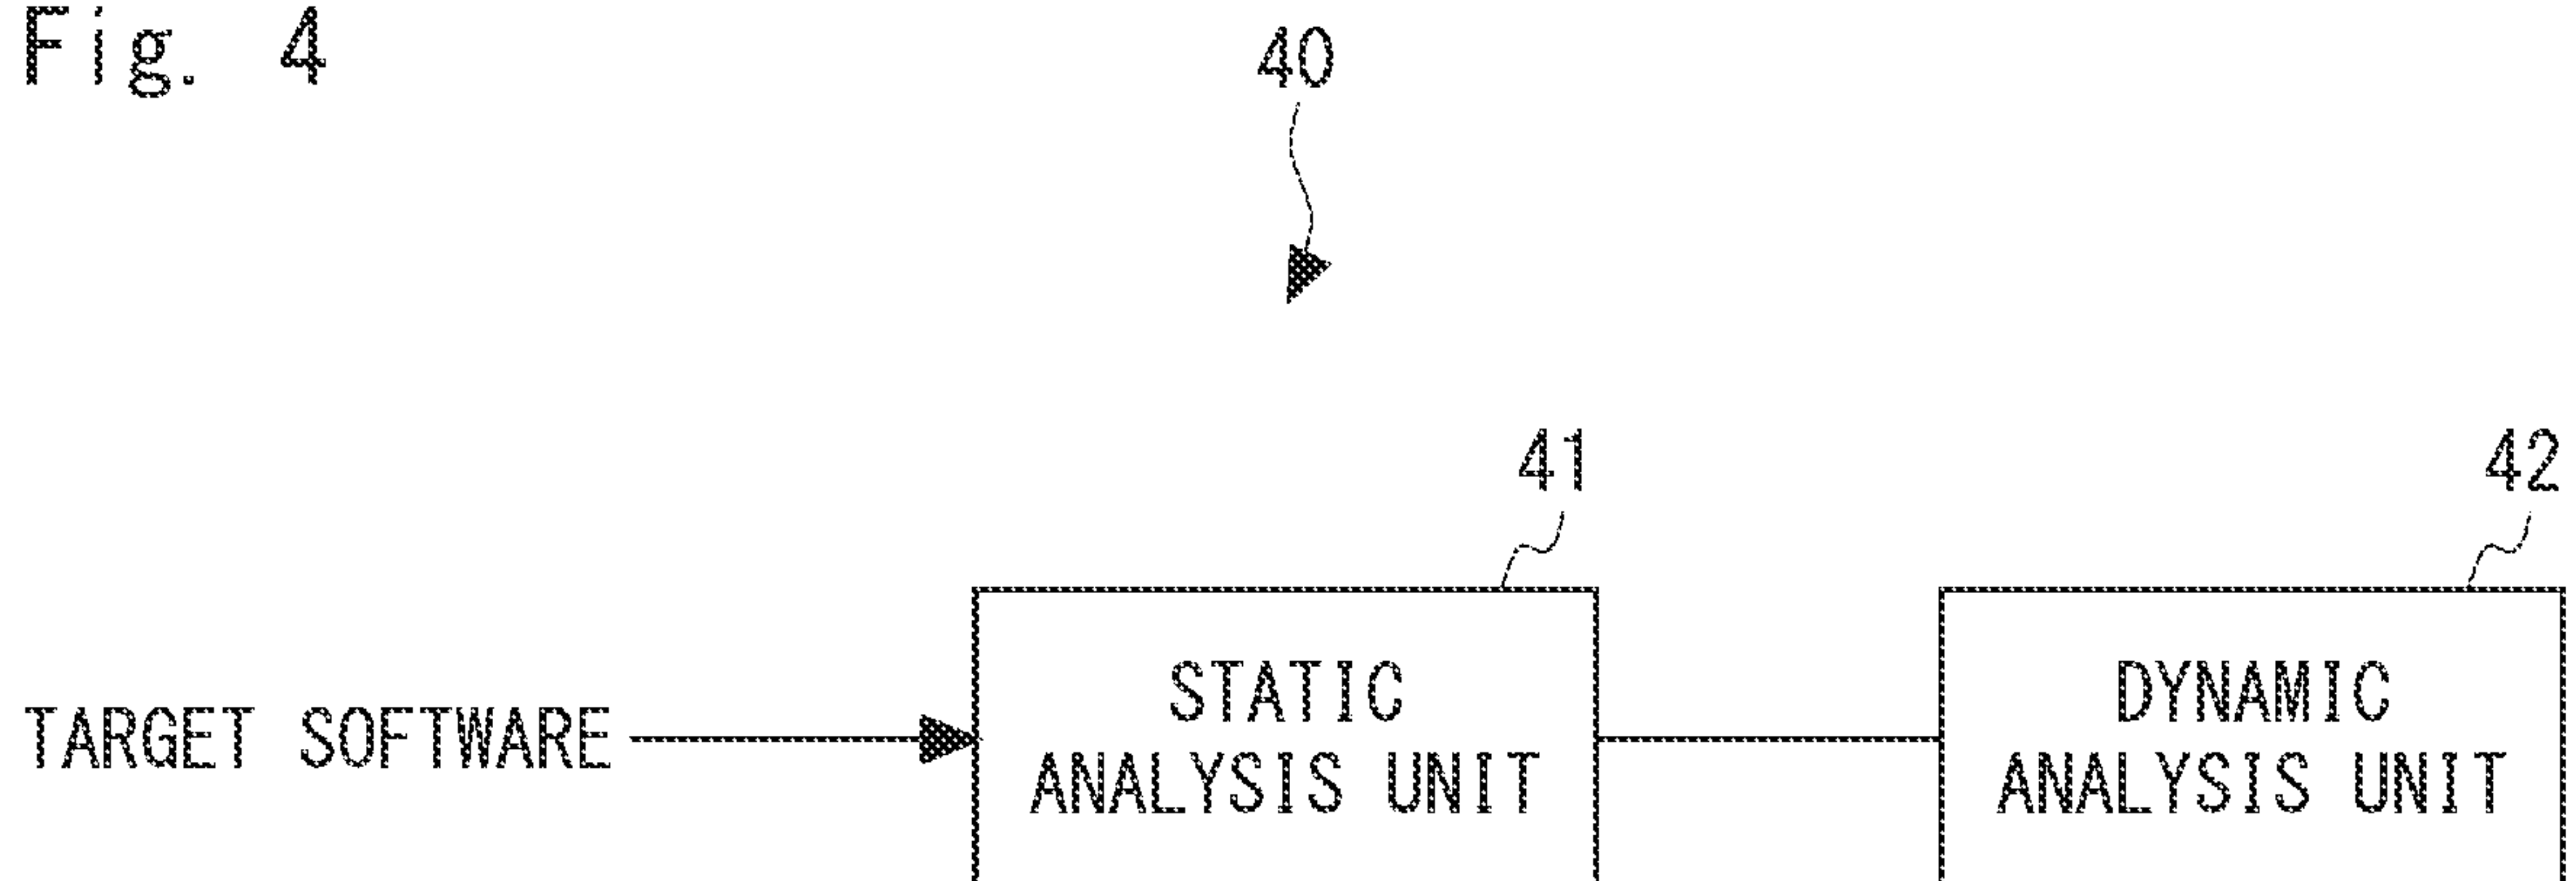 Fig. 4
40
41
42
TARGET SOFTWARE
STATIC
ANALYSIS UNIT
DYNAMIC
ANALYSIS UNIT